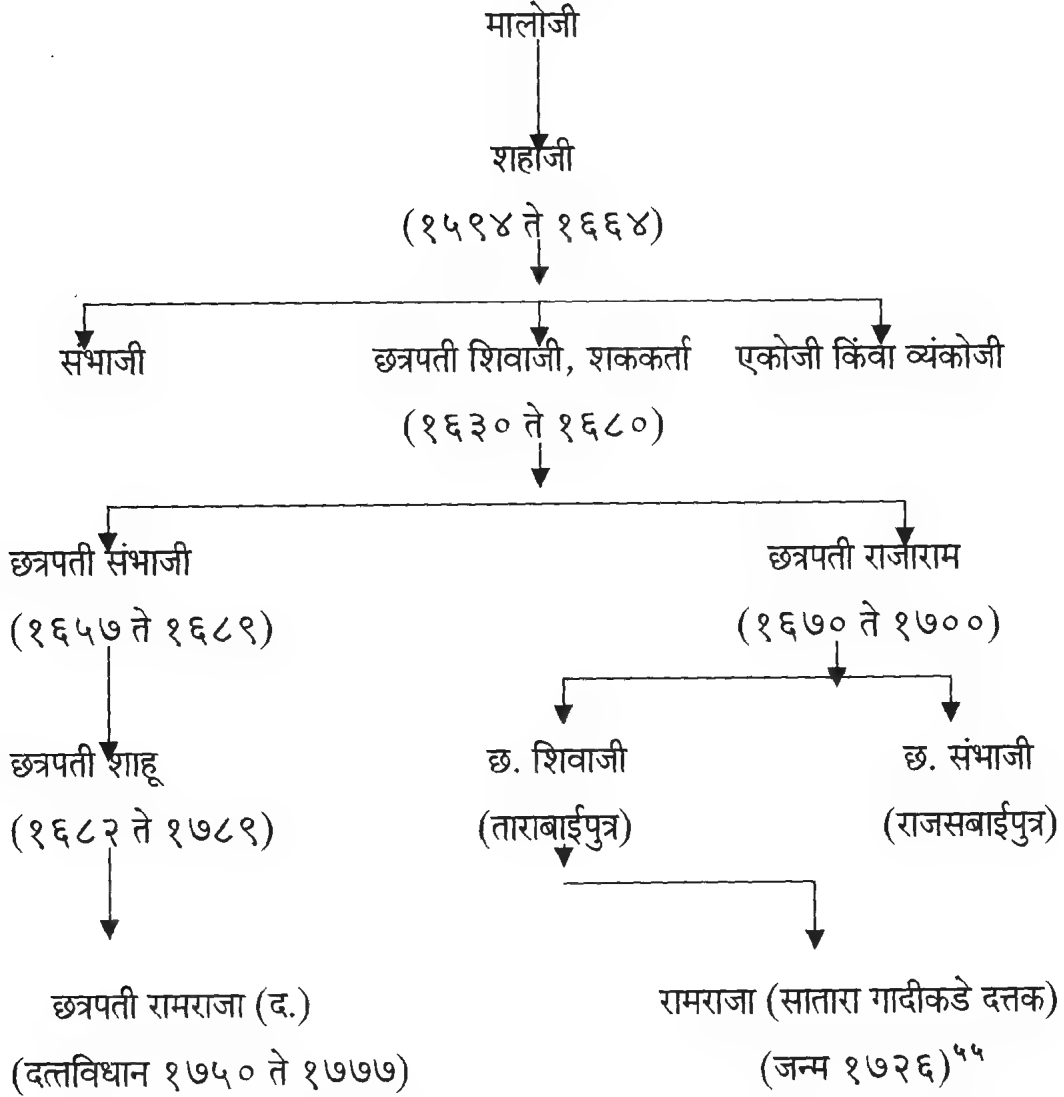 मालोजी
शहाजी
(१५९४ ते १६६४)
संभाजी छत्रपती शिवाजी, शककर्ता एकोजी किंवा व्यंकोजी
(१६३० ते १६८०)
छत्रपती संभाजी छत्रपती राजाराम
(१६५७ ते १६८९) (१६७० ते १७००)
छत्रपती शाहू छ. शिवाजी छ. संभाजी
(१६८२ ते १७८९) (ताराबाईपुत्र) (राजसबाईपुत्र)
छत्रपती रामराजा (द.) रामराजा (सातारा गादीकडे दत्तक)
(दत्तविधान १७५० ते १७७७) (जन्म १७२६)⁵⁵